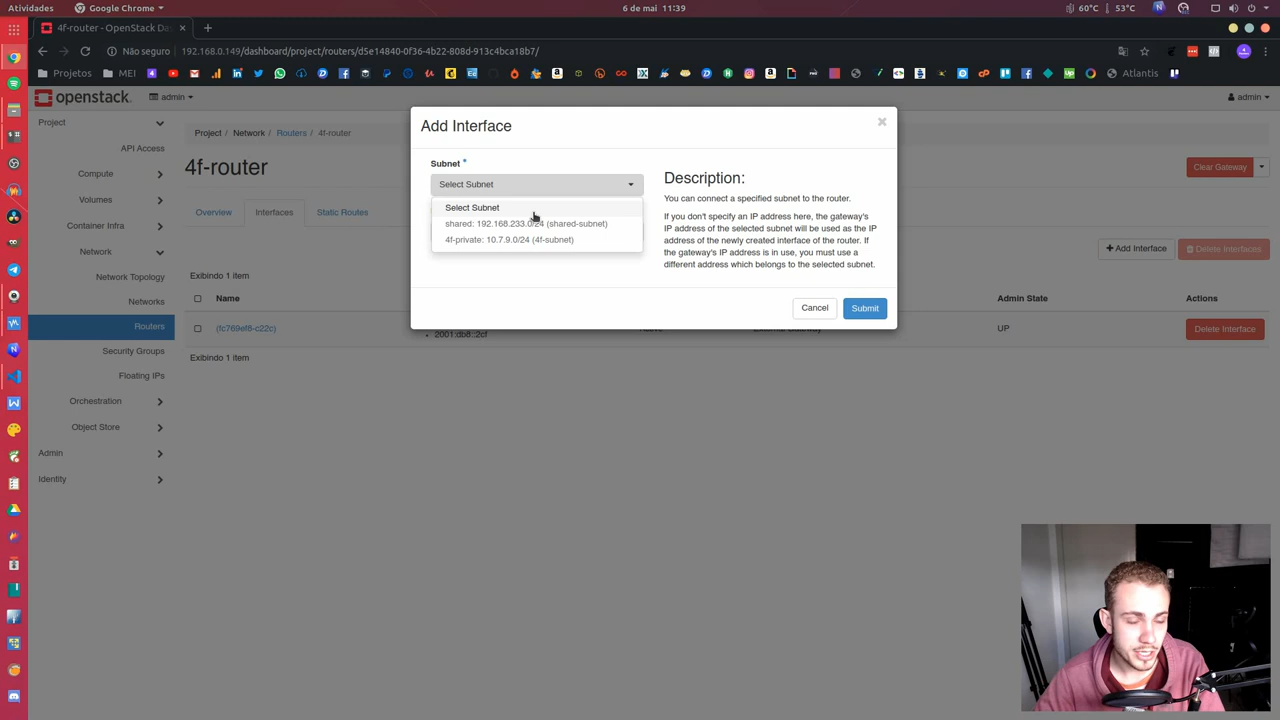 Atividades
Google Chrome
6 de mai 11:39
60°C
53°C
4f-router - OpenStack Da
Não seguro
192.168.0.149/dashboard/project/routers/d5e14840-0f36-4b22-808d-913c4bca18b7/
Projetos
MEI
Atlantis
openstack.
admin
admin
Project
API Access
Compute
Volumes
Container Infra
Network
Network Topology
Networks
Routers
Security Groups
Floating IPs
Orchestration
Object Store
Admin
Identity
Project / Network / Routers / 4f-router
4f-router
Clear Gateway
Overview
Interfaces
Static Routes
+ Add Interface
Delete Interfaces
Exibindo 1 item
Name
Admin State
Actions
(fc769ef8-c22c)
2001:db8::2cf
External Gateway
UP
Delete Interface
Exibindo 1 item
Add Interface
×
Subnet *
Select Subnet
Select Subnet
shared: 192.168.233.0/24 (shared-subnet)
4f-private: 10.7.9.0/24 (4f-subnet)
Description:
You can connect a specified subnet to the router.
If you don't specify an IP address here, the gateway's
IP address of the selected subnet will be used as the IP
address of the newly created interface of the router. If
the gateway's IP address is in use, you must use a
different address which belongs to the selected subnet.
Cancel
Submit